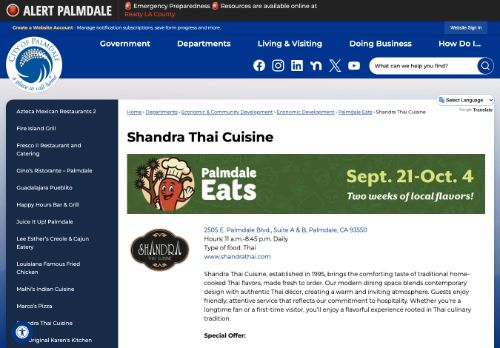 ALERT PALMDALE
🚨 Emergency Preparedness 🚨 Resources are available online at
Ready LA County.
Create a Website Account - Manage notification subscriptions, save form progress and more.
Website Sign In
CITY OF PALMDALE
a place to call home
Government
Departments
Living & Visiting
Doing Business
How Do I...
What can we help you find?
Select Language
Google Translate
Home › Departments › Economic & Community Development › Economic Development › Palmdale Eats › Shandra Thai Cuisine
Azteca Mexican Restaurants 2
Fire Island Grill
Fresco II Restaurant and
Catering
Gino's Ristorante – Palmdale
Guadalajara Pueblito
Happy Hours Bar & Grill
Juice It Up! Palmdale
Lee Esther's Creole & Cajun
Eatery
Louisiana Famous Fried
Chicken
Malhi's Indian Cuisine
Marco's Pizza
Shandra Thai Cuisine
Original Karen's Kitchen
Shandra Thai Cuisine
Palmdale
Eats
Sept. 21-Oct. 4
Two weeks of local flavors!
SHANDRA
THAI CUISINE
2505 E. Palmdale Blvd., Suite A & B, Palmdale, CA 93550
Hours: 11 a.m.-8:45 p.m. Daily
Type of food: Thai
www.shandrathai.com
Shandra Thai Cuisine, established in 1995, brings the comforting taste of traditional home-
cooked Thai flavors, made fresh to order. Our modern dining space blends contemporary
design with authentic Thai décor, creating a warm and inviting atmosphere. Guests enjoy
friendly, attentive service that reflects our commitment to hospitality. Whether you're a
longtime fan or a first-time visitor, you'll enjoy a flavorful experience rooted in Thai culinary
tradition.
Special Offer: